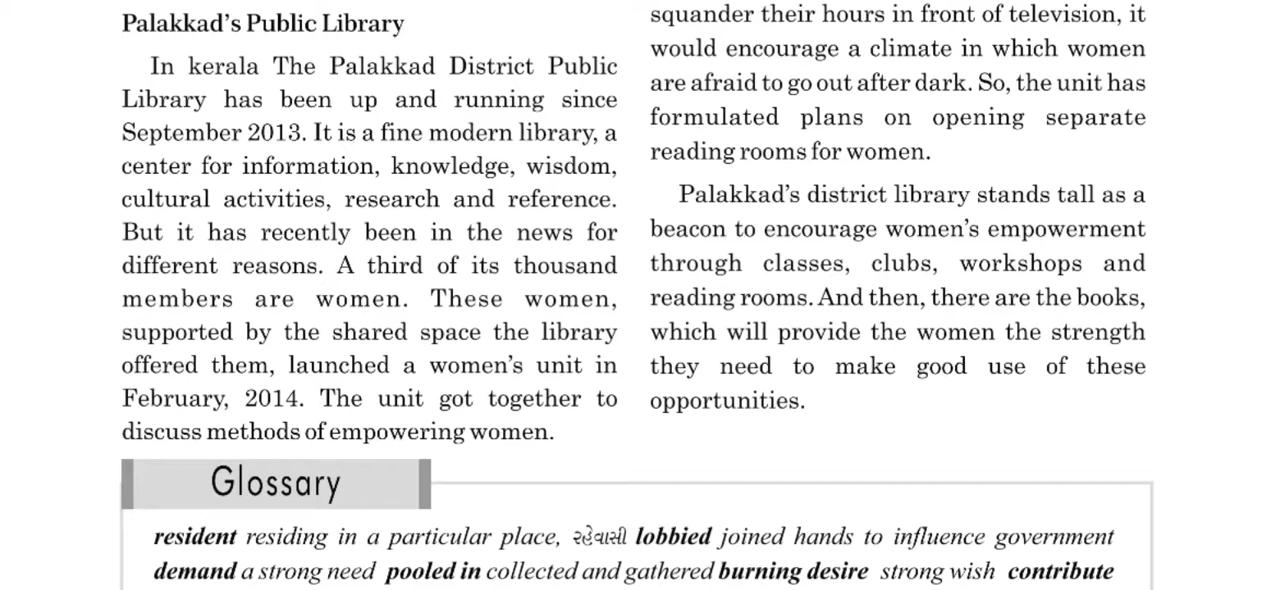 Palakkad's Public Library
In kerala The Palakkad District Public
Library has been up and running since
September 2013. It is a fine modern library, a
center for information, knowledge, wisdom,
cultural activities, research and reference.
But it has recently been in the news for
different reasons. A third of its thousand
members are women. These women,
supported by the shared space the library
offered them, launched a women's unit in
February, 2014. The unit got together to
discuss methods of empowering women.
squander their hours in front of television, it
would encourage a climate in which women
are afraid to go out after dark. So, the unit has
formulated plans on opening separate
reading rooms for women.
Palakkad's district library stands tall as a
beacon to encourage women's empowerment
through classes, clubs, workshops and
reading rooms. And then, there are the books,
which will provide the women the strength
they need to make good use of these
opportunities.
Glossary
resident residing in a particular place, રહેવાસી lobbied joined hands to influence government
demand a strong need pooled in collected and gathered burning desire strong wish contribute